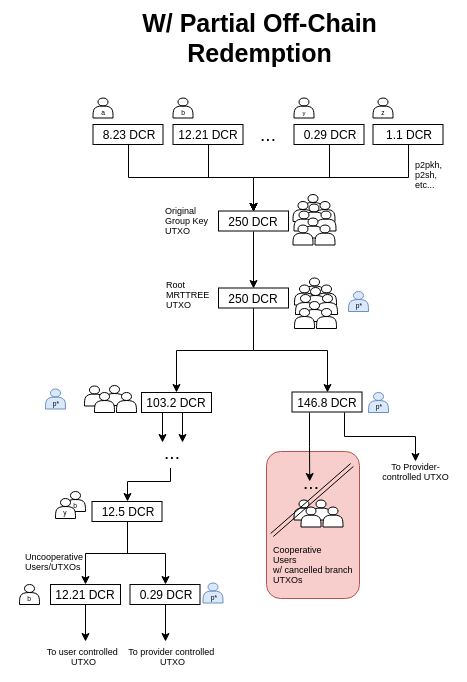 W/ Partial Off-Chain
Redemption
a
b
y
z
8.23 DCR
12.21 DCR
...
0.29 DCR
1.1 DCR
p2pkh,
p2sh,
etc...
Original
Group Key
UTXO
250 DCR
Root
MRTTREE
UTXO
250 DCR
p*
p*
103.2 DCR
146.8 DCR
p*
...
To Provider-
controlled UTXO
...
b
y
12.5 DCR
Cooperative
Users
w/ cancelled branch
UTXOs
Uncooperative
Users/UTXOs
b
12.21 DCR
0.29 DCR
p*
To user controlled
UTXO
To provider controlled
UTXO